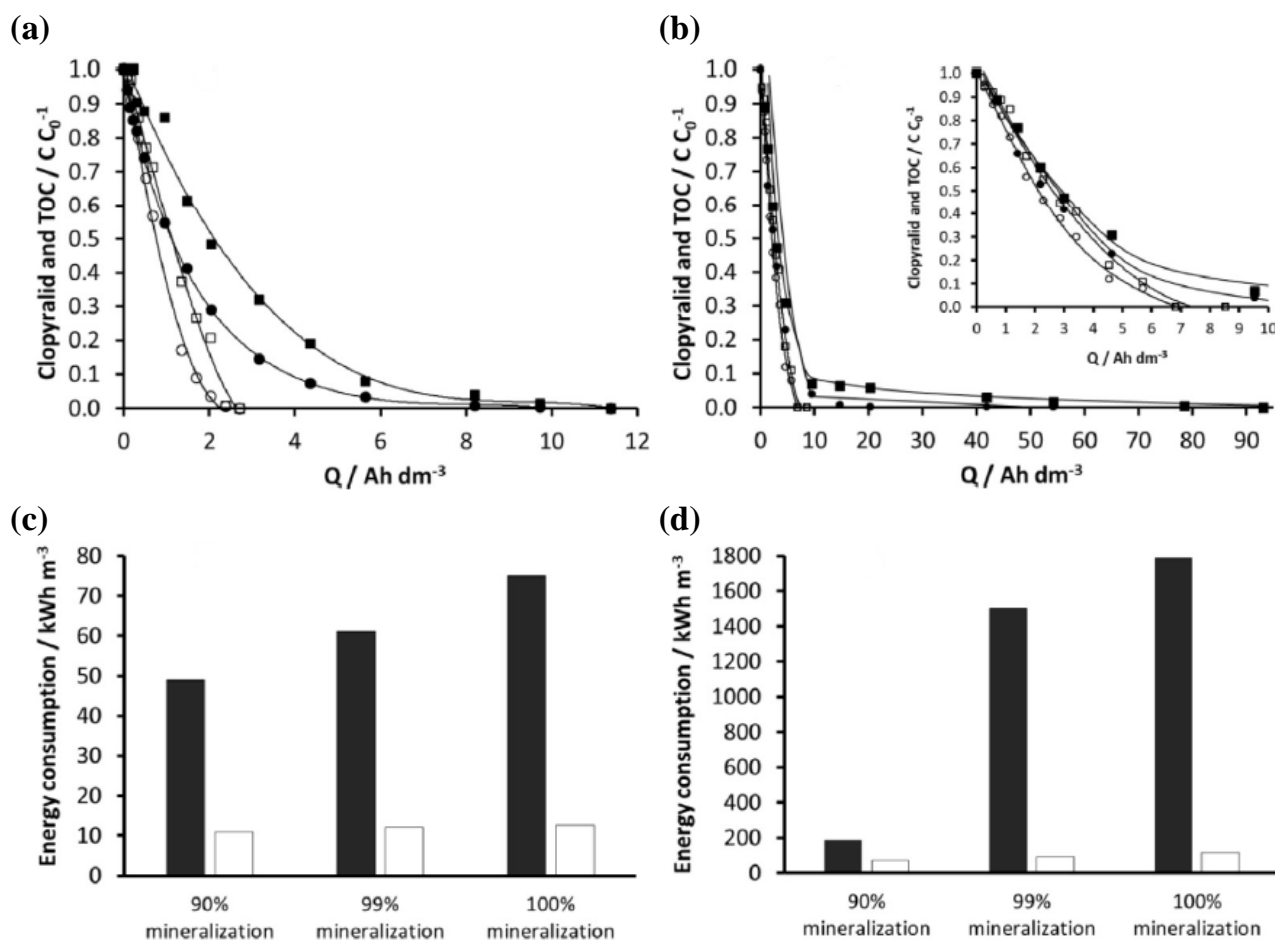 (a)
Clopyralid and TOC / C C₀⁻¹
1.0
0.9
0.8
0.7
0.6
0.5
0.4
0.3
0.2
0.1
0.0
0 2 4 6 8 10 12
Q / Ah dm⁻³
(b)
Clopyralid and TOC / C C₀⁻¹
1.0
0.9
0.8
0.7
0.6
0.5
0.4
0.3
0.2
0.1
0.0
0 10 20 30 40 50 60 70 80 90
Q / Ah dm⁻³
Clopyralid and TOC / C C₀⁻¹
1.0
0.9
0.8
0.7
0.6
0.5
0.4
0.3
0.2
0.1
0.0
0 1 2 3 4 5 6 7 8 9 10
Q / Ah dm⁻³
(c)
Energy consumption / kWh m⁻³
80
70
60
50
40
30
20
10
0
90% 99% 100%
mineralization mineralization mineralization
(d)
Energy consumption / kWh m⁻³
1800
1600
1400
1200
1000
800
600
400
200
0
90% 99% 100%
mineralization mineralization mineralization